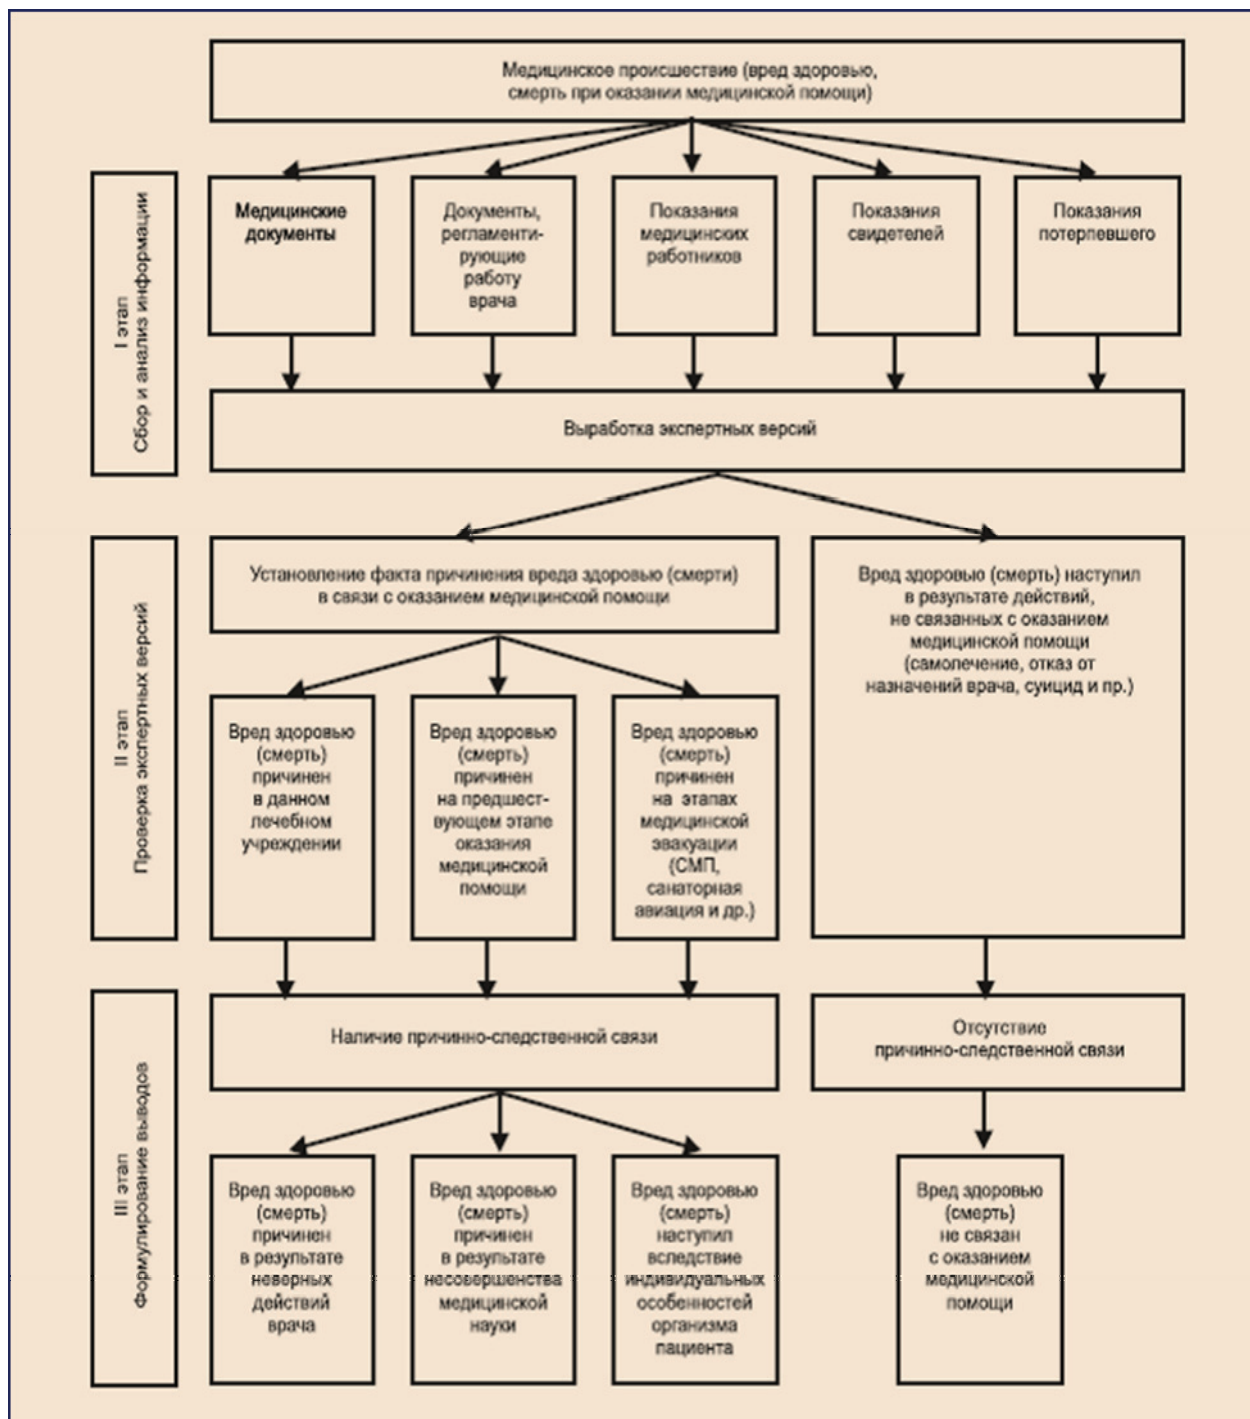 Медицинское происшествие (вред здоровью,
смерть при оказании медицинской помощи)
I этап
Сбор и анализ информации
Медицинские
документы
Документы,
регламенти-
рующие
работу
врача
Показания
медицинских
работников
Показания
свидетелей
Показания
потерпевшего
Выработка экспертных версий
II этап
Проверка экспертных версий
Установление факта причинения вреда здоровью (смерти)
в связи с оказанием медицинской помощи
Вред здоровью (смерть) наступил
в результате действий,
не связанных с оказанием
медицинской помощи
(самолечение, отказ от
назначений врача, суицид и пр.)
Вред здоровью
(смерть)
причинен
в данном
лечебном
учреждении
Вред здоровью
(смерть)
причинен
на предшест-
вующем этапе
оказания
медицинской
помощи
Вред здоровью
(смерть)
причинен
на этапах
медицинской
эвакуации
(СМП,
санаторная
авиация и др.)
III этап
Формулирование выводов
Наличие причинно-следственной связи
Отсутствие
причинно-следственной связи
Вред здоровью
(смерть)
причинен
в результате
неверных
действий
врача
Вред здоровью
(смерть)
причинен
в результате
несовершенства
медицинской
науки
Вред здоровью
(смерть)
наступил
вследствие
индивидуальных
особенностей
организма
пациента
Вред здоровью
(смерть)
не связан
с оказанием
медицинской
помощи